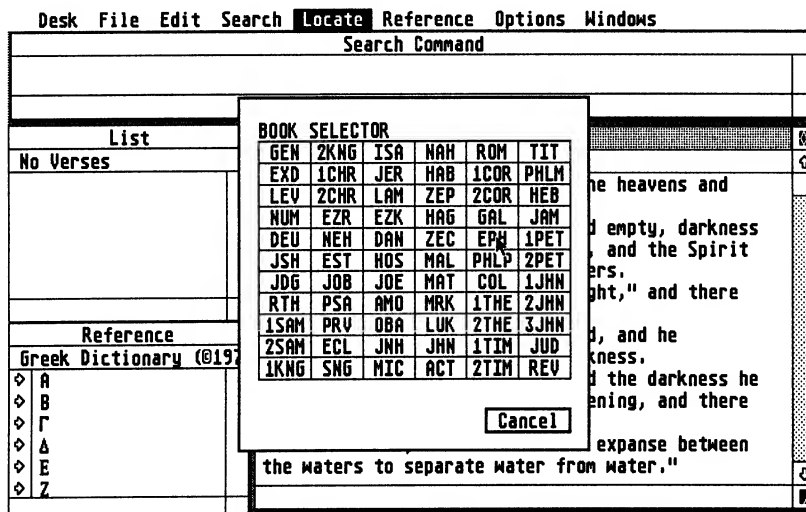 Desk File Edit Search Locate Reference Options Windows
Search Command
List
No Verses
BOOK SELECTOR
GEN 2KNG ISA NAH ROM TIT
EXD 1CHR JER HAB 1COR PHLM
LEV 2CHR LAM ZEP 2COR HEB
NUM EZR EZK HAG GAL JAM
DEU NEH DAN ZEC EPH 1PET
JSH EST HOS MAL PHLP 2PET
JDG JOB JOE MAT COL 1JHN
RTH PSA AMO MRK 1THE 2JHN
1SAM PRV OBA LUK 2THE 3JHN
2SAM ECL JNH JHN 1TIM JUD
1KNG SNG MIC ACT 2TIM REV
Cancel
he heavens and
d empty, darkness
, and the Spirit
ers.
ght," and there
d, and he
kness.
d the darkness he
ening, and there
expanse between
the waters to separate water from water."
Reference
Greek Dictionary (©197
Α
Β
Γ
Δ
Ε
Ζ